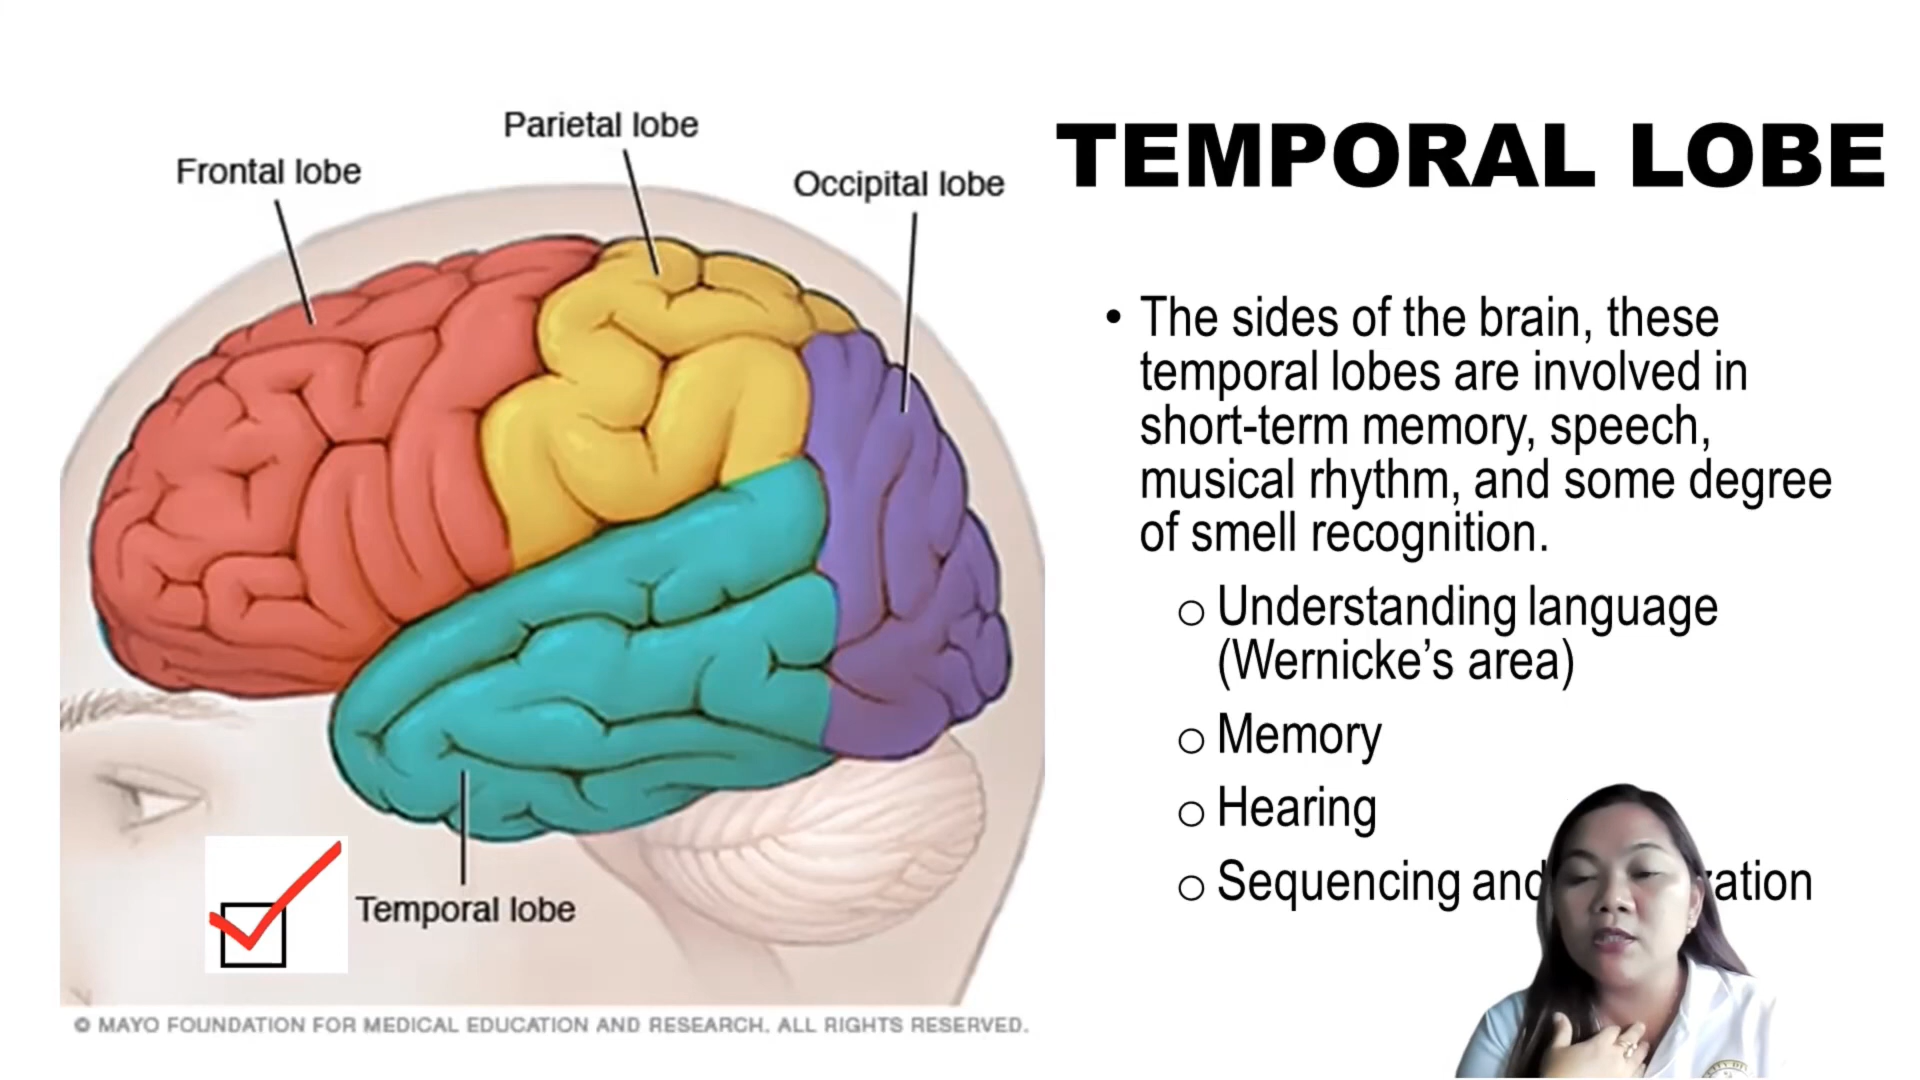 Parietal lobe
Frontal lobe
Occipital lobe
Temporal lobe
© MAYO FOUNDATION FOR MEDICAL EDUCATION AND RESEARCH. ALL RIGHTS RESERVED.
TEMPORAL LOBE
• The sides of the brain, these
temporal lobes are involved in
short-term memory, speech,
musical rhythm, and some degree
of smell recognition.
o Understanding language
(Wernicke's area)
o Memory
o Hearing
o Sequencing and